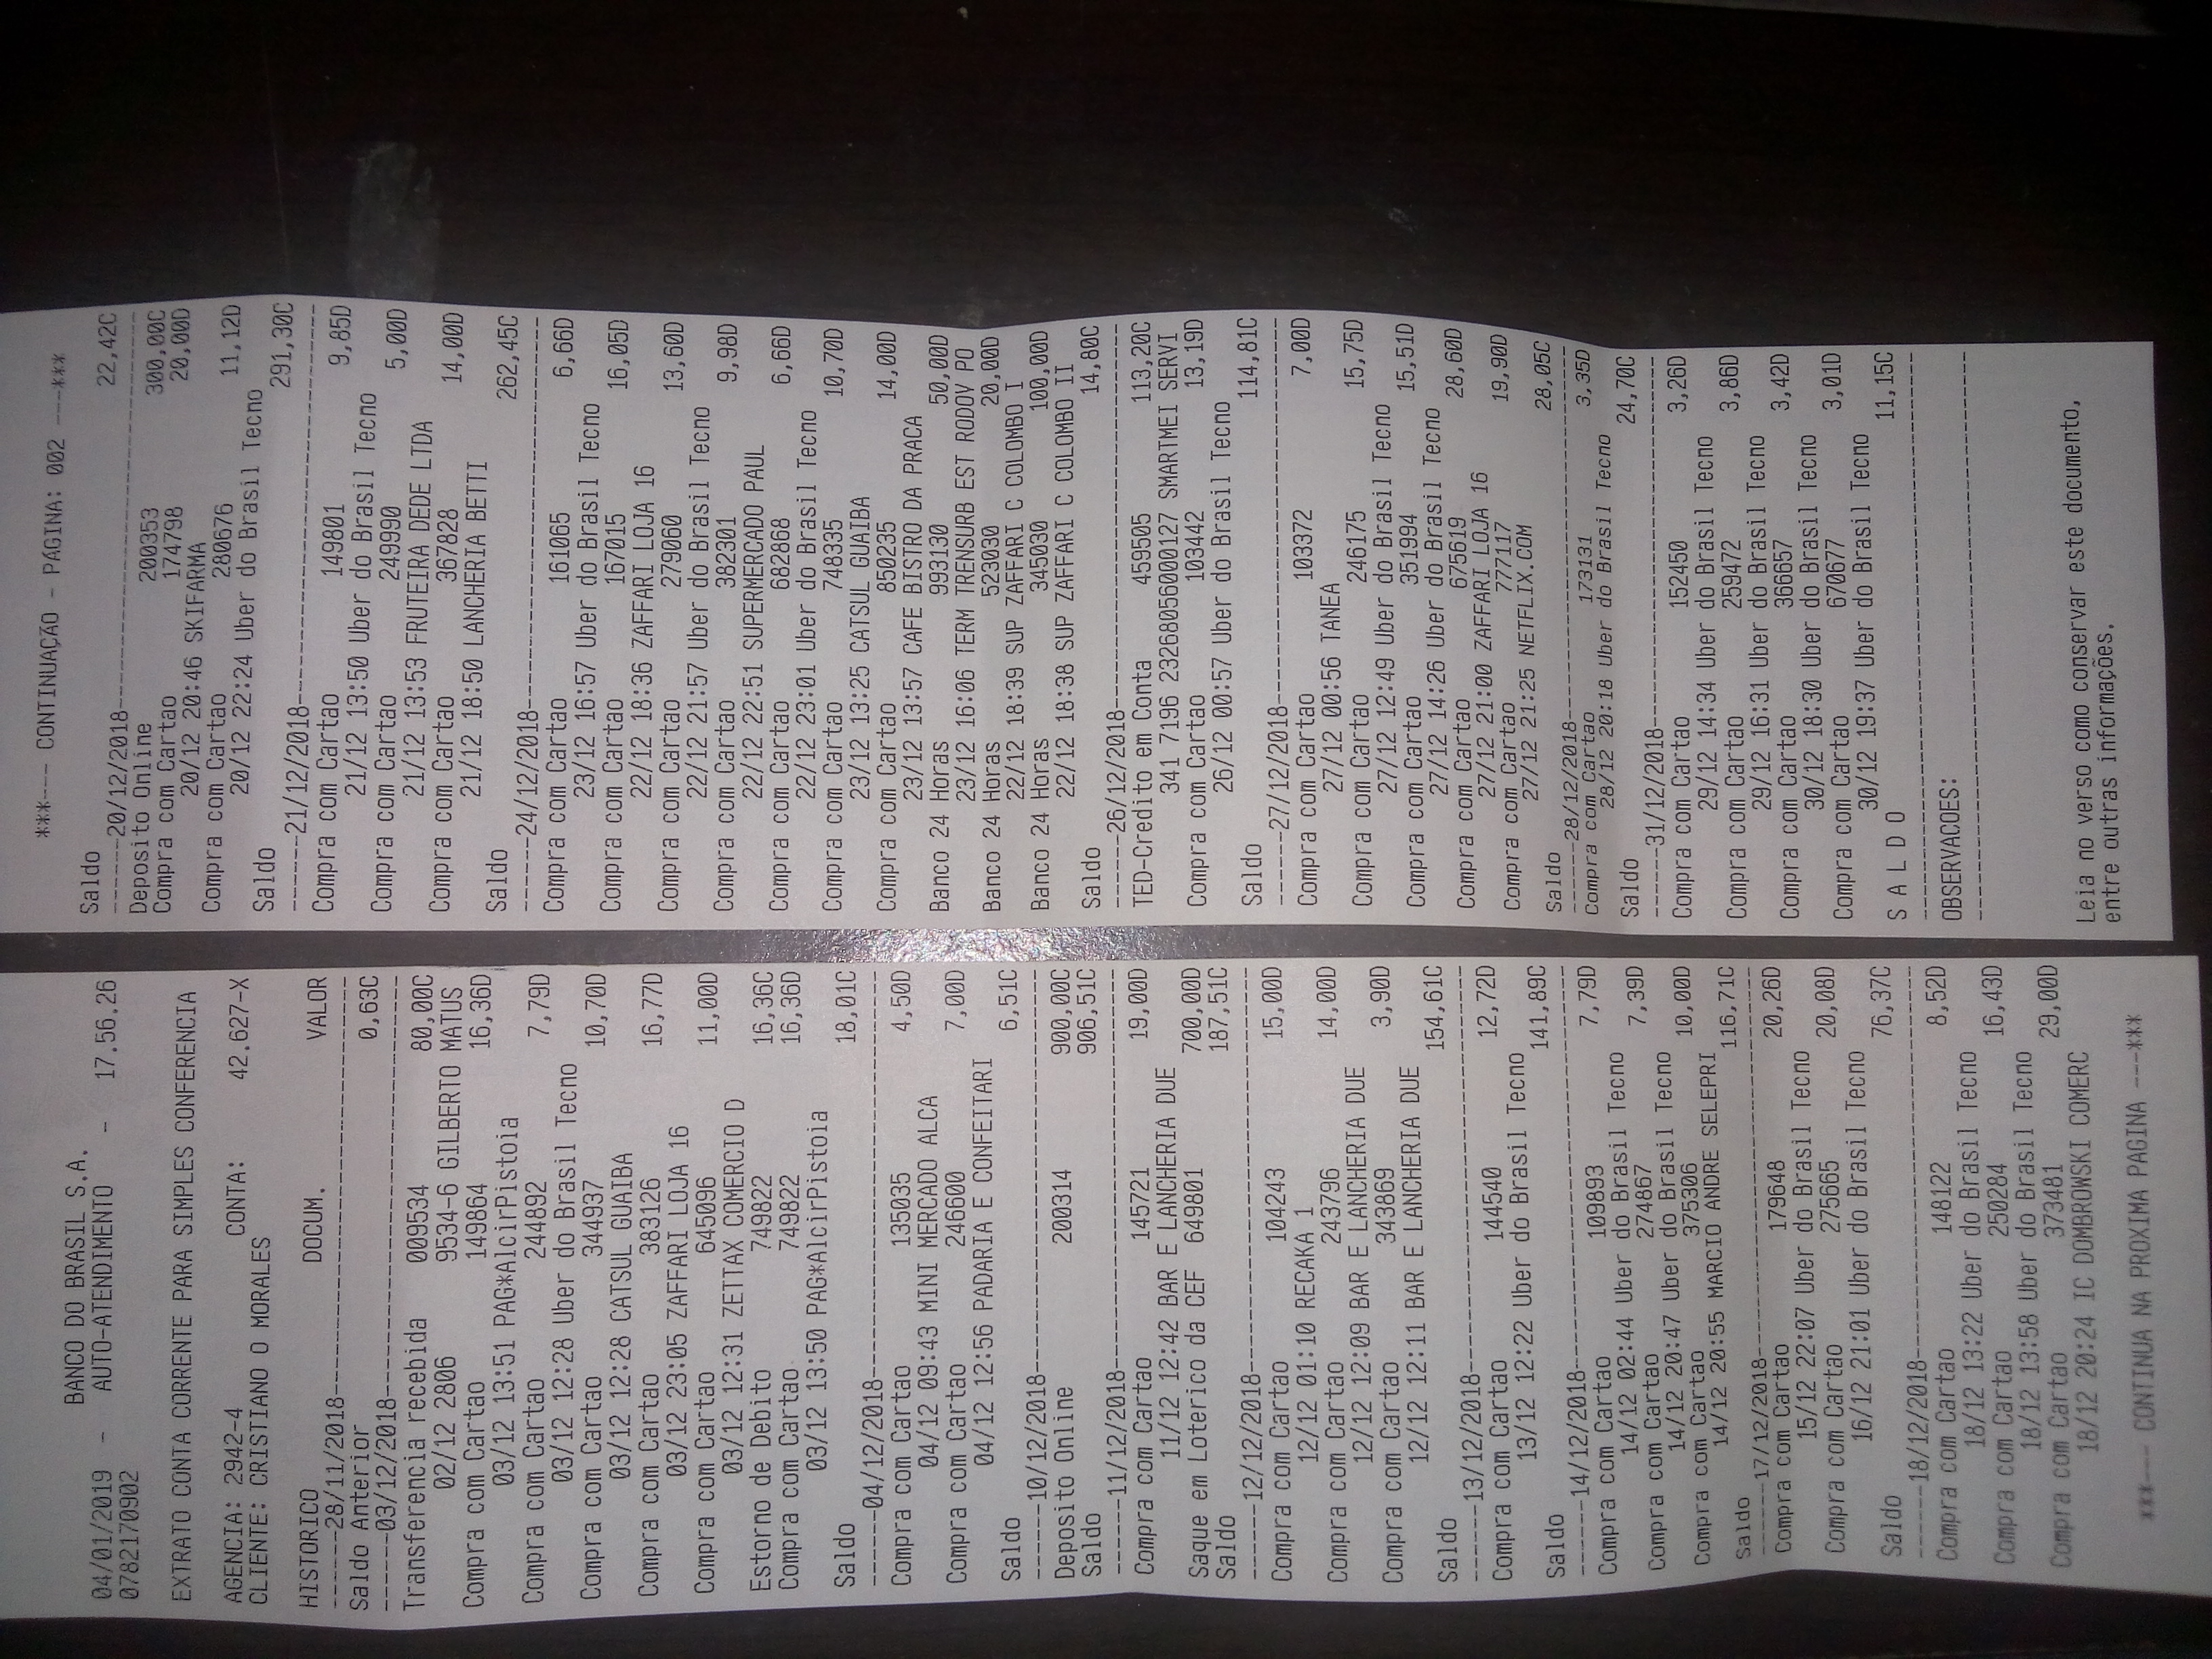 BANCO DO BRASIL S.A.
04/01/2019 - AUTO-ATENDIMENTO - 17.56.26
0782170902
EXTRATO CONTA CORRENTE PARA SIMPLES CONFERENCIA
AGENCIA: 2942-4 CONTA: 42.627-X
CLIENTE: CRISTIANO O MORALES
HISTORICO DOCUM. VALOR
------28/11/2018------
Saldo Anterior 0,63C
------03/12/2018------
Transferencia recebida 009534 80,00C
02/12 2806 9534-6 GILBERTO MATUS
Compra com Cartao 149864 16,36D
03/12 13:51 PAG*AlcirPistoia
Compra com Cartao 244892 7,79D
03/12 12:28 Uber do Brasil Tecno
Compra com Cartao 344937 10,70D
03/12 12:28 CATSUL GUAIBA
Compra com Cartao 383126 16,77D
03/12 23:05 ZAFFARI LOJA 16
Compra com Cartao 645096 11,00D
03/12 12:31 ZETTAX COMERCIO D
Estorno de Debito 749822 16,36C
Compra com Cartao 749822 16,36D
03/12 13:50 PAG*AlcirPistoia
Saldo 18,01C
------04/12/2018------
Compra com Cartao 135035 4,50D
04/12 09:43 MINI MERCADO ALCA
Compra com Cartao 246600 7,00D
04/12 12:56 PADARIA E CONFEITARI
Saldo 6,51C
------10/12/2018------
Deposito Online 200314 900,00C
Saldo 906,51C
------11/12/2018------
Compra com Cartao 145721 19,00D
11/12 12:42 BAR E LANCHERIA DUE
Saque em Loterico da CEF 649801 700,00D
Saldo 187,51C
------12/12/2018------
Compra com Cartao 104243 15,00D
12/12 01:10 RECAKA 1
Compra com Cartao 243796 14,00D
12/12 12:09 BAR E LANCHERIA DUE
Compra com Cartao 343869 3,90D
12/12 12:11 BAR E LANCHERIA DUE
Saldo 154,61C
------13/12/2018------
Compra com Cartao 144540 12,72D
13/12 12:22 Uber do Brasil Tecno
Saldo 141,89C
------14/12/2018------
Compra com Cartao 109893 7,79D
14/12 02:44 Uber do Brasil Tecno
Compra com Cartao 274867 7,39D
14/12 20:47 Uber do Brasil Tecno
Compra com Cartao 375306 10,00D
14/12 20:55 MARCIO ANDRE SELEPRI
Saldo 116,71C
------17/12/2018------
Compra com Cartao 179648 20,26D
15/12 22:07 Uber do Brasil Tecno
Compra com Cartao 275665 20,08D
16/12 21:01 Uber do Brasil Tecno
Saldo 76,37C
------18/12/2018------
Compra com Cartao 148122 8,52D
18/12 13:22 Uber do Brasil Tecno
Compra com Cartao 250284 16,43D
18/12 13:58 Uber do Brasil Tecno
Compra com Cartao 373481 29,00D
18/12 20:24 IC DOMBROWSKI COMERC
***--- CONTINUA NA PROXIMA PAGINA ---***
***--- CONTINUAÇÃO - PÁGINA: 002 ---***
Saldo 22,42C
------20/12/2018------
Deposito Online 200353 300,00C
Compra com Cartao 174798 20,00D
20/12 20:46 SKIFARMA
Compra com Cartao 280676 11,12D
20/12 22:24 Uber do Brasil Tecno
Saldo 291,30C
------21/12/2018------
Compra com Cartao 149801 9,85D
21/12 13:50 Uber do Brasil Tecno
Compra com Cartao 249990 5,00D
21/12 13:53 FRUTEIRA DEDE LTDA
Compra com Cartao 367828 14,00D
21/12 18:50 LANCHERIA BETTI
Saldo 262,45C
------24/12/2018------
Compra com Cartao 161065 6,66D
23/12 16:57 Uber do Brasil Tecno
Compra com Cartao 167015 16,05D
22/12 18:36 ZAFFARI LOJA 16
Compra com Cartao 279060 13,60D
22/12 21:57 Uber do Brasil Tecno
Compra com Cartao 382301 9,98D
22/12 22:51 SUPERMERCADO PAUL
Compra com Cartao 682868 6,66D
22/12 23:01 Uber do Brasil Tecno
Compra com Cartao 748335 10,70D
23/12 13:25 CATSUL GUAIBA
Compra com Cartao 850235 14,00D
23/12 13:57 CAFE BISTRO DA PRACA
Banco 24 Horas 993130 50,00D
23/12 16:06 TERM TRENSURB EST RODOV PO
Banco 24 Horas 523030 20,00D
22/12 18:39 SUP ZAFFARI C COLOMBO I
Banco 24 Horas 345030 100,00D
22/12 18:38 SUP ZAFFARI C COLOMBO II
Saldo 14,80C
------26/12/2018------
TED-Credito em Conta 459505 113,20C
341 7196 23268056000127 SMARTMEI SERVI
Compra com Cartao 103442 13,19D
26/12 00:57 Uber do Brasil Tecno
Saldo 114,81C
------27/12/2018------
Compra com Cartao 103372 7,00D
27/12 00:56 TANEA
Compra com Cartao 246175 15,75D
27/12 12:49 Uber do Brasil Tecno
Compra com Cartao 351994 15,51D
27/12 14:26 Uber do Brasil Tecno
Compra com Cartao 675619 28,60D
27/12 21:00 ZAFFARI LOJA 16
Compra com Cartao 777117 19,90D
27/12 21:25 NETFLIX.COM
Saldo 28,05C
------28/12/2018------
Compra com Cartao 173131 3,35D
28/12 20:18 Uber do Brasil Tecno
Saldo 24,70C
------31/12/2018------
Compra com Cartao 152450 3,26D
29/12 14:34 Uber do Brasil Tecno
Compra com Cartao 259472 3,86D
29/12 16:31 Uber do Brasil Tecno
Compra com Cartao 366657 3,42D
30/12 18:30 Uber do Brasil Tecno
Compra com Cartao 670677 3,01D
30/12 19:37 Uber do Brasil Tecno
S A L D O 11,15C
OBSERVACOES:
Leia no verso como conservar este documento,
entre outras informações.